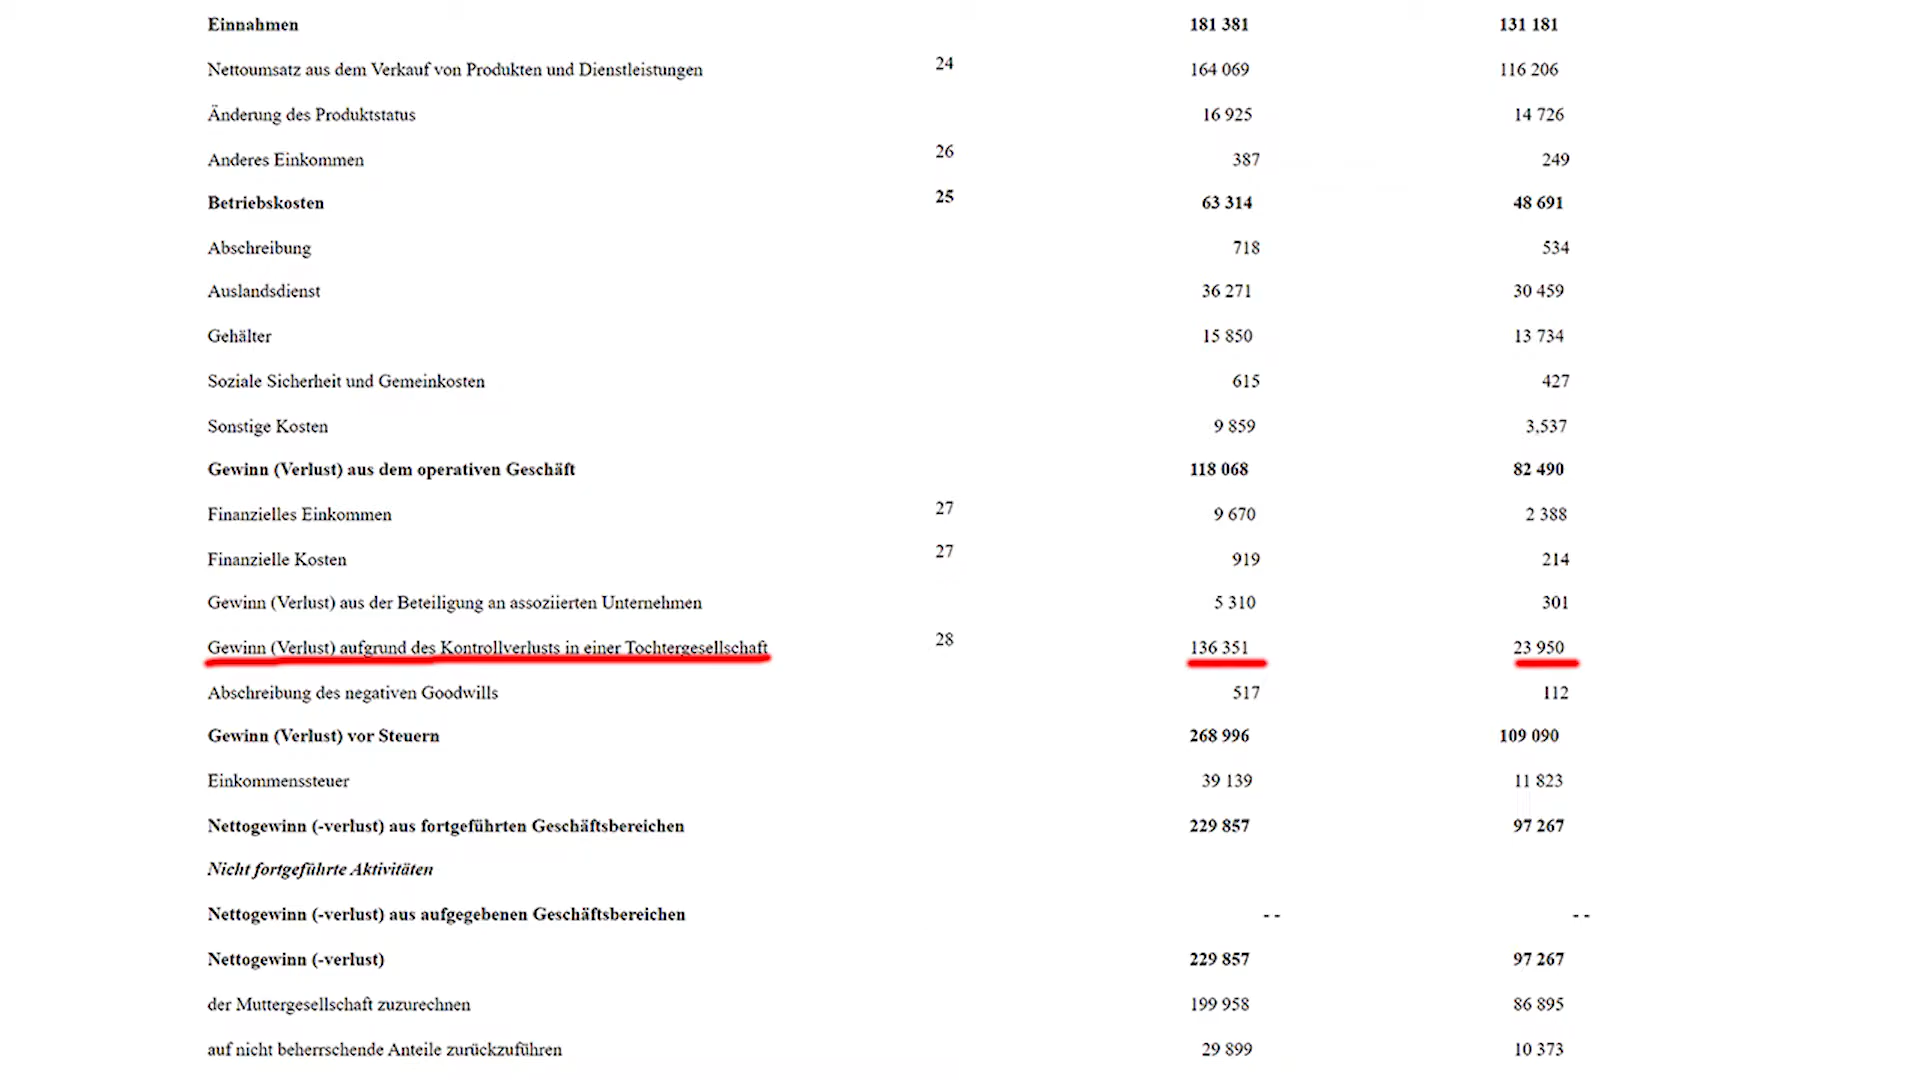 Einnahmen 181 381 131 181
Nettoumsatz aus dem Verkauf von Produkten und Dienstleistungen 24 164 069 116 206
Änderung des Produktstatus 16 925 14 726
Anderes Einkommen 26 387 249
Betriebskosten 25 63 314 48 691
Abschreibung 718 534
Auslandsdienst 36 271 30 459
Gehälter 15 850 13 734
Soziale Sicherheit und Gemeinkosten 615 427
Sonstige Kosten 9 859 3,537
Gewinn (Verlust) aus dem operativen Geschäft 118 068 82 490
Finanzielles Einkommen 27 9 670 2 388
Finanzielle Kosten 27 919 214
Gewinn (Verlust) aus der Beteiligung an assoziierten Unternehmen 5 310 301
Gewinn (Verlust) aufgrund des Kontrollverlusts in einer Tochtergesellschaft 28 136 351 23 950
Abschreibung des negativen Goodwills 517 112
Gewinn (Verlust) vor Steuern 268 996 109 090
Einkommenssteuer 39 139 11 823
Nettogewinn (-verlust) aus fortgeführten Geschäftsbereichen 229 857 97 267
Nicht fortgeführte Aktivitäten
Nettogewinn (-verlust) aus aufgegebenen Geschäftsbereichen - - - -
Nettogewinn (-verlust) 229 857 97 267
der Muttergesellschaft zuzurechnen 199 958 86 895
auf nicht beherrschende Anteile zurückzuführen 29 899 10 373